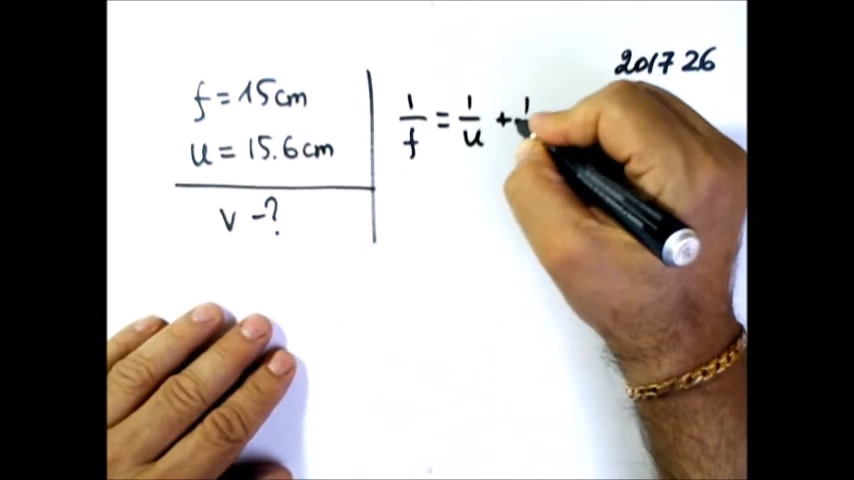 2017 26
f = 15cm
u = 15.6cm
v - ?
1/f = 1/u + 1